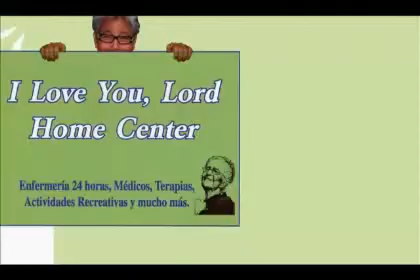 I Love You, Lord
Home Center
Enfermería 24 horas, Médicos, Terapias,
Actividades Recreativas y mucho más.